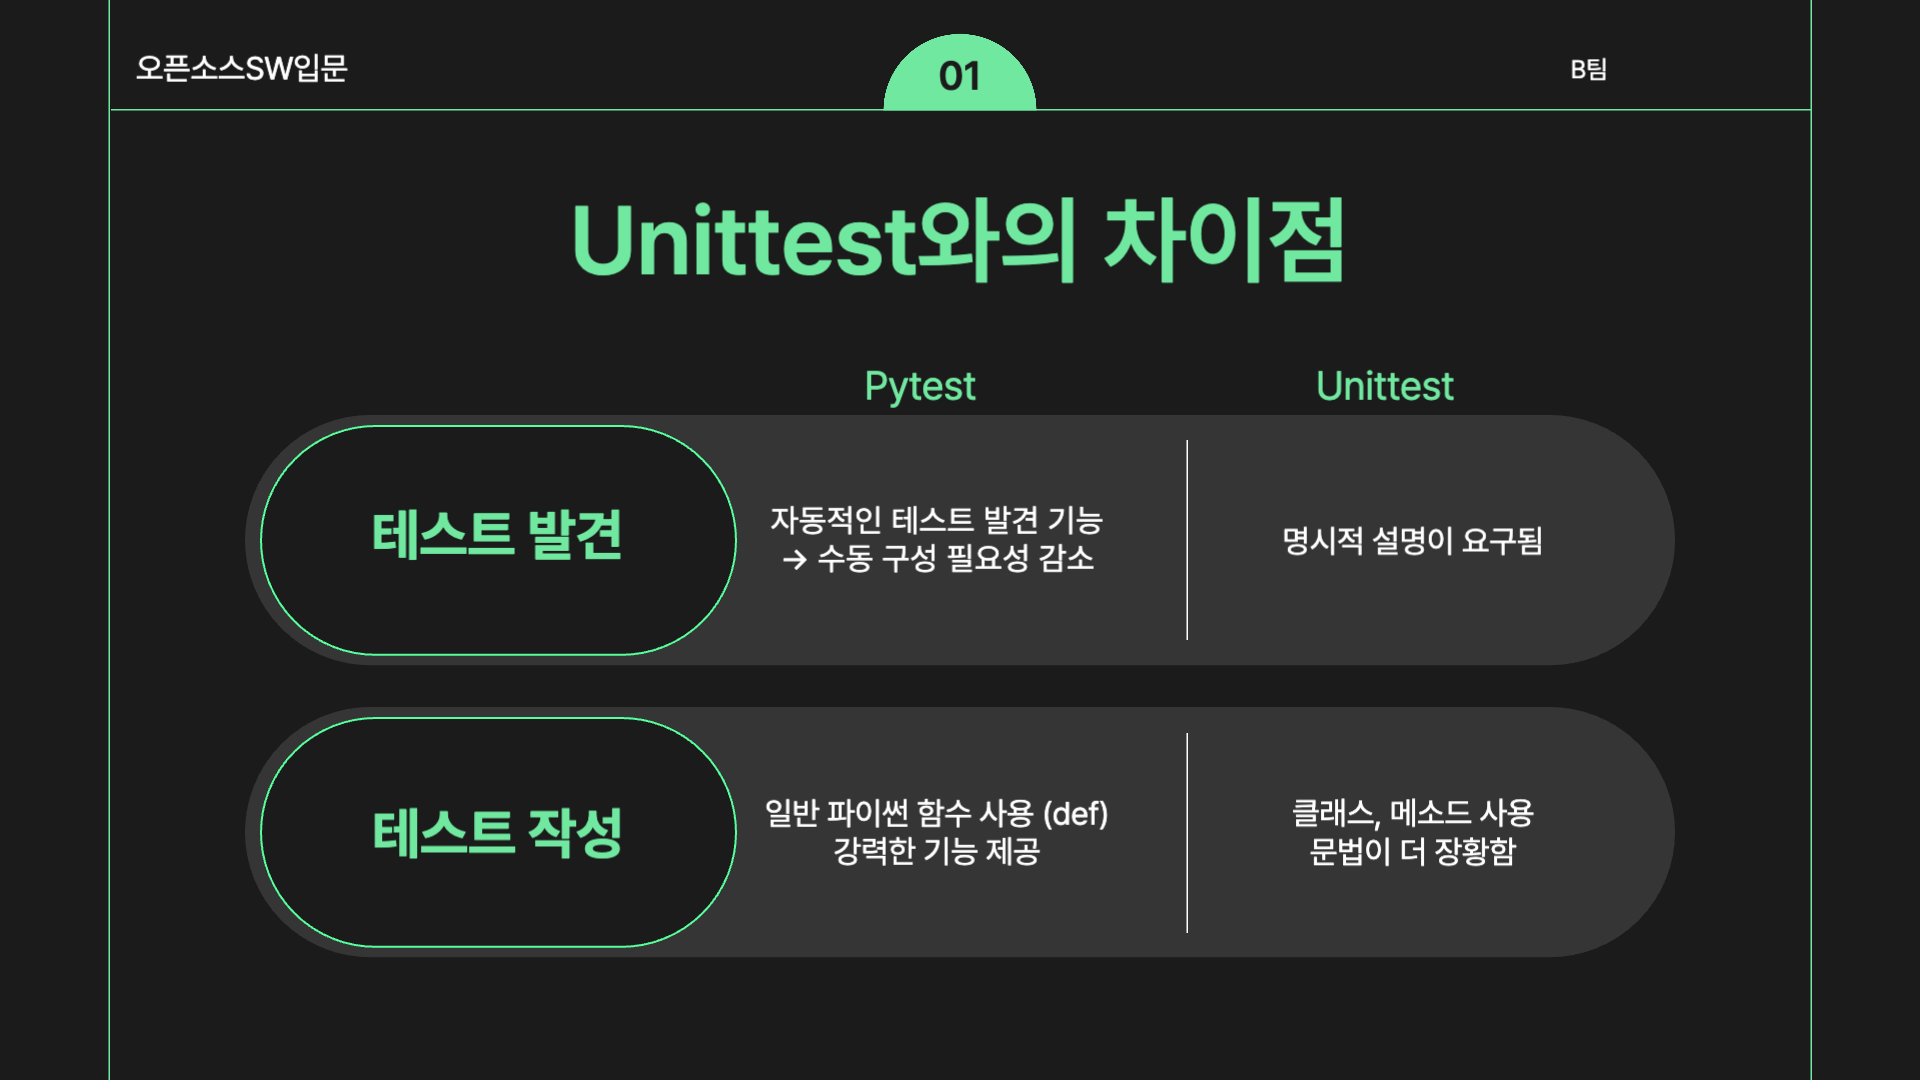 오픈소스SW입문
01
B팀
Unittest와의 차이점
Pytest
Unittest
테스트 발견
자동적인 테스트 발견 기능
→ 수동 구성 필요성 감소
명시적 설명이 요구됨
테스트 작성
일반 파이썬 함수 사용 (def)
강력한 기능 제공
클래스, 메소드 사용
문법이 더 장황함